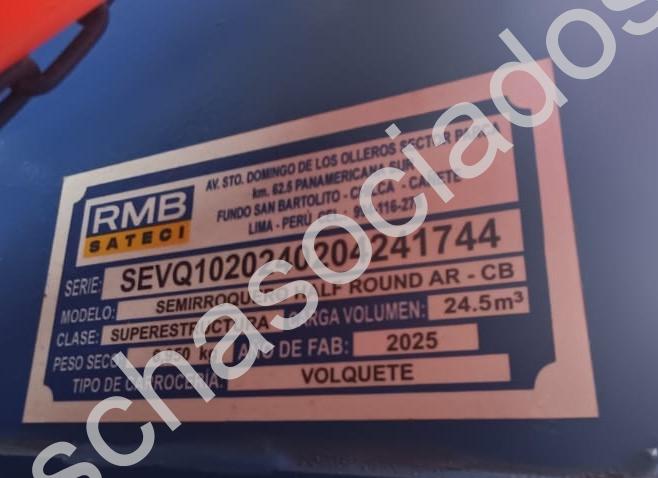 RMB
SATECI
AV. STO. DOMINGO DE LOS OLLEROS SECTOR
km. 62.5 PANAMERICANA SUR
FUNDO SAN BARTOLITO - CHILCA - CAÑETE
LIMA - PERÚ CEL.:
SERIE: SEVQ1020240204241744
MODELO: SEMIRROQUERO HALF ROUND AR - CB
CLASE: SUPERESTRUCTURA CARGA VOLUMEN: 24.5m³
PESO SECO kg AÑO DE FAB: 2025
TIPO DE CARROCERÍA: VOLQUETE
schasociados